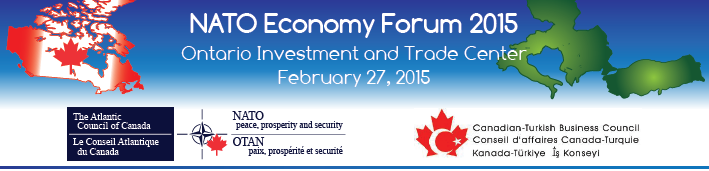 NATO Economy Forum 2015
Ontario Investment and Trade Center
February 27, 2015
The Atlantic
Council of Canada
Le Conseil Atlantique
du Canada
NATO
peace, prosperity and security
OTAN
paix, prospérité et securité
Canadian-Turkish Business Council
Conseil d'affaires Canada-Turquie
Kanada-Türkiye İş Konseyi